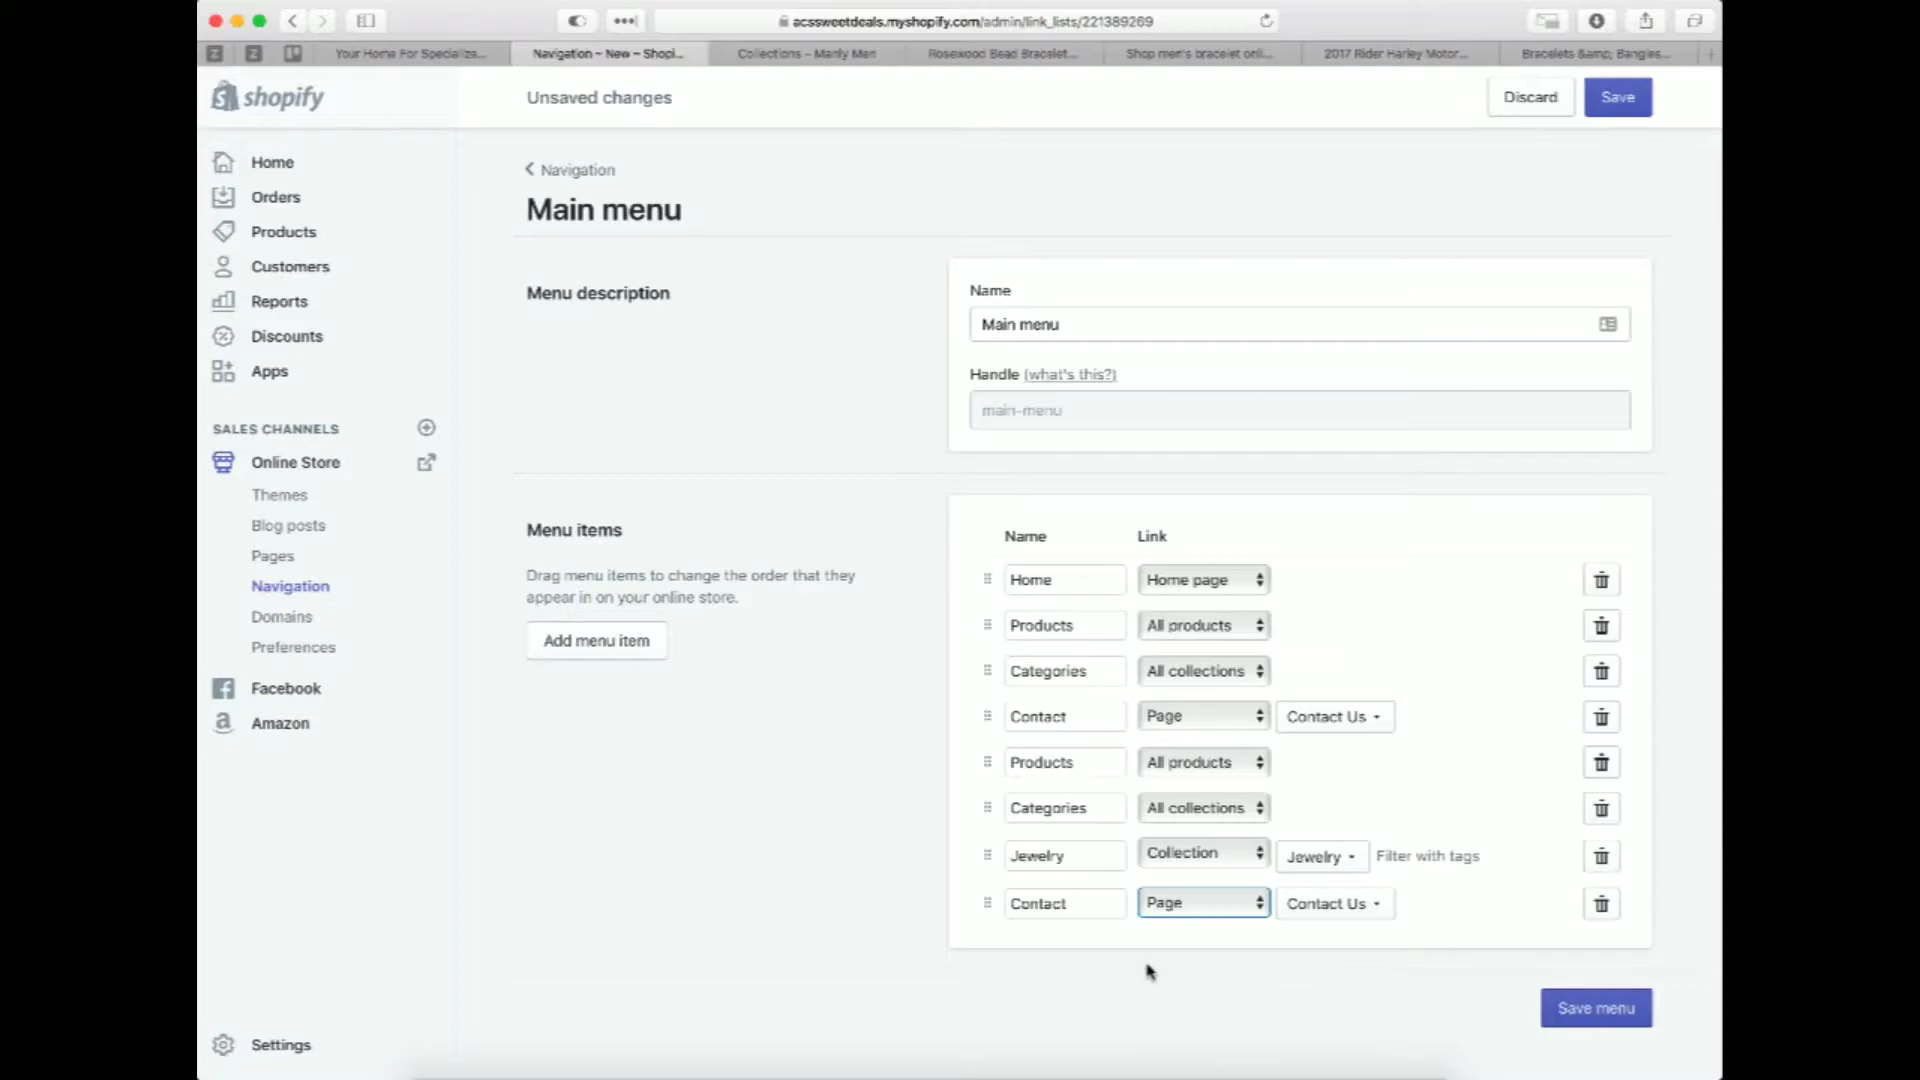 acssweetdeals.myshopify.com/admin/link_lists/221389269
Your Home For Specialize...
Navigation ~ New ~ Shopi...
Collections – Manly Men
Rosewood Bead Bracelet...
Shop men's bracelet onli...
2017 Rider Harley Motor...
Bracelets &amp; Bangles...
shopify
Unsaved changes
Discard
Save
Home
Orders
Products
Customers
Reports
Discounts
Apps
SALES CHANNELS
Online Store
Themes
Blog posts
Pages
Navigation
Domains
Preferences
Facebook
Amazon
Settings
Navigation
Main menu
Menu description
Name
Main menu
Handle (what's this?)
main-menu
Menu items
Drag menu items to change the order that they
appear in on your online store.
Add menu item
Name Link
Home Home page
Products All products
Categories All collections
Contact Page Contact Us
Products All products
Categories All collections
Jewelry Collection Jewelry Filter with tags
Contact Page Contact Us
Save menu